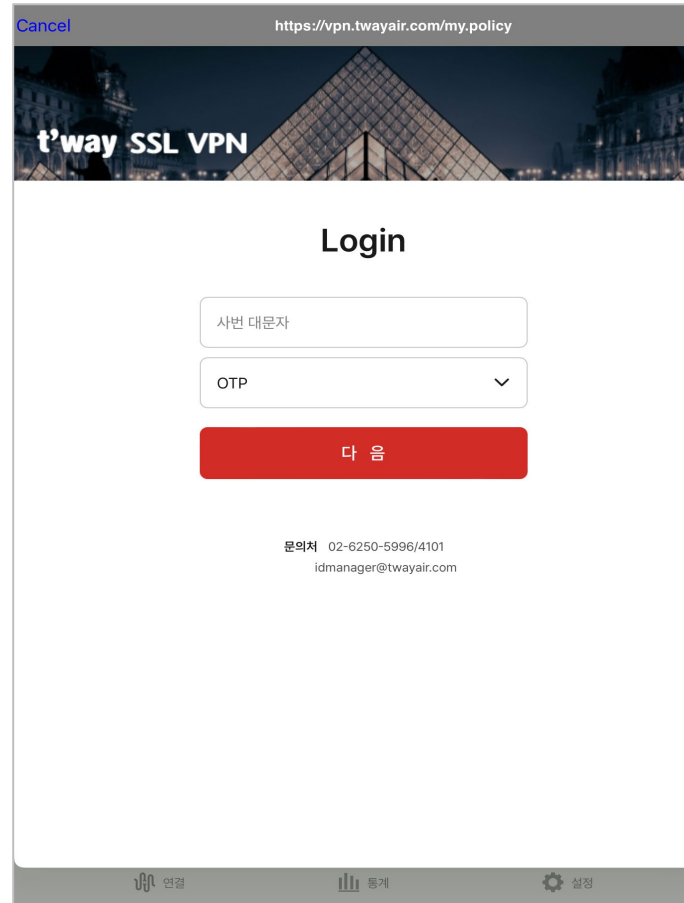 Cancel
https://vpn.twayair.com/my.policy
t'way SSL VPN
Login
사번 대문자
OTP
다 음
문의처 02-6250-5996/4101
idmanager@twayair.com
연결
통계
설정